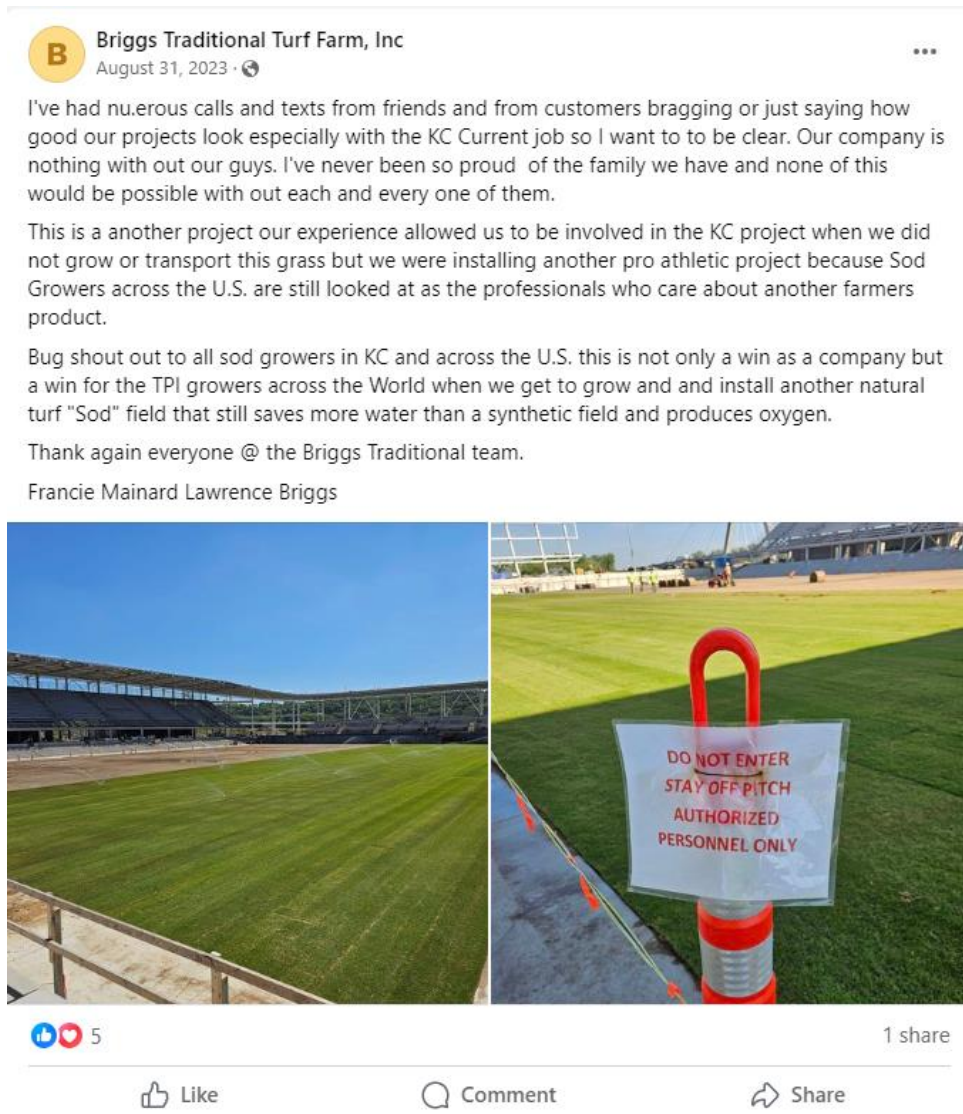 B
Briggs Traditional Turf Farm, Inc
August 31, 2023 ·
I've had nu.erous calls and texts from friends and from customers bragging or just saying how
good our projects look especially with the KC Current job so I want to to be clear. Our company is
nothing with out our guys. I've never been so proud  of the family we have and none of this
would be possible with out each and every one of them.
This is a another project our experience allowed us to be involved in the KC project when we did
not grow or transport this grass but we were installing another pro athletic project because Sod
Growers across the U.S. are still looked at as the professionals who care about another farmers
product.
Bug shout out to all sod growers in KC and across the U.S. this is not only a win as a company but
a win for the TPI growers across the World when we get to grow and and install another natural
turf "Sod" field that still saves more water than a synthetic field and produces oxygen.
Thank again everyone @ the Briggs Traditional team.
Francie Mainard Lawrence Briggs
DO NOT ENTER
STAY OFF PITCH
AUTHORIZED
PERSONNEL ONLY
5
1 share
Like
Comment
Share